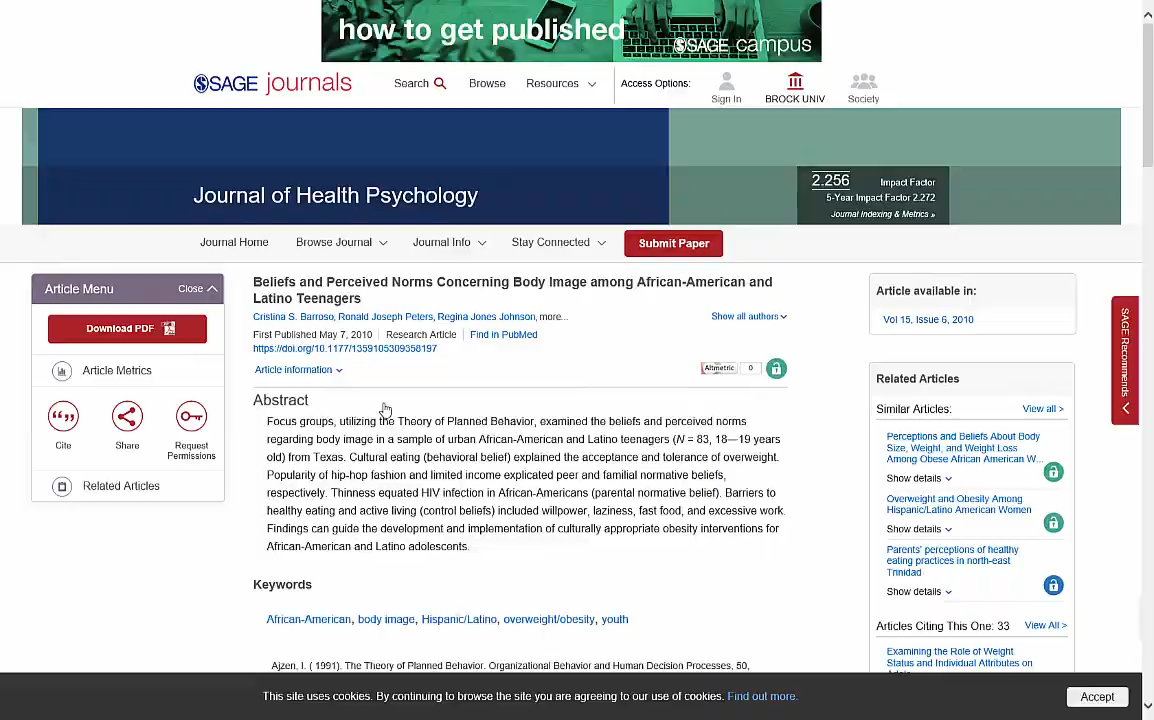 how to get published
SAGE campus
SAGE journals
Search
Browse
Resources
Access Options:
Sign In
BROCK UNIV
Society
Journal of Health Psychology
2.256
Impact Factor
5-Year Impact Factor 2.272
Journal Indexing & Metrics »
Journal Home
Browse Journal
Journal Info
Stay Connected
Submit Paper
Article Menu
Close
Download PDF
Article Metrics
Cite
Share
Request
Permissions
Related Articles
Beliefs and Perceived Norms Concerning Body Image among African-American and
Latino Teenagers
Cristina S. Barroso, Ronald Joseph Peters, Regina Jones Johnson, more...
Show all authors
First Published May 7, 2010 | Research Article | Find in PubMed
https://doi.org/10.1177/1359105309358197
Article information
Altmetric 0
Abstract
Focus groups, utilizing the Theory of Planned Behavior, examined the beliefs and perceived norms
regarding body image in a sample of urban African-American and Latino teenagers (N = 83, 18—19 years
old) from Texas. Cultural eating (behavioral belief) explained the acceptance and tolerance of overweight.
Popularity of hip-hop fashion and limited income explicated peer and familial normative beliefs,
respectively. Thinness equated HIV infection in African-Americans (parental normative belief). Barriers to
healthy eating and active living (control beliefs) included willpower, laziness, fast food, and excessive work.
Findings can guide the development and implementation of culturally appropriate obesity interventions for
African-American and Latino adolescents.
Keywords
African-American, body image, Hispanic/Latino, overweight/obesity, youth
Ajzen, I. ( 1991). The Theory of Planned Behavior. Organizational Behavior and Human Decision Processes, 50,
Article available in:
Vol 15, Issue 6, 2010
Related Articles
Similar Articles:
View all >
Perceptions and Beliefs About Body
Size, Weight, and Weight Loss
Among Obese African American W...
Show details
Overweight and Obesity Among
Hispanic/Latino American Women
Show details
Parents' perceptions of healthy
eating practices in north-east
Trinidad
Show details
Articles Citing This One: 33
View All >
Examining the Role of Weight
Status and Individual Attributes on
SAGE Recommends
This site uses cookies. By continuing to browse the site you are agreeing to our use of cookies. Find out more.
Accept